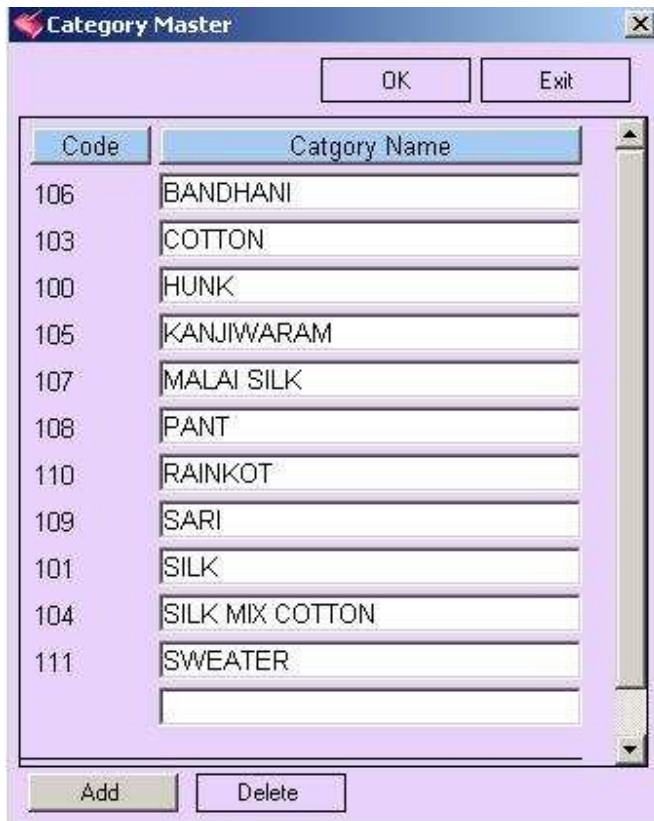 Category Master
OK Exit
Code Catgory Name
106 BANDHANI
103 COTTON
100 HUNK
105 KANJIWARAM
107 MALAI SILK
108 PANT
110 RAINKOT
109 SARI
101 SILK
104 SILK MIX COTTON
111 SWEATER
Add Delete